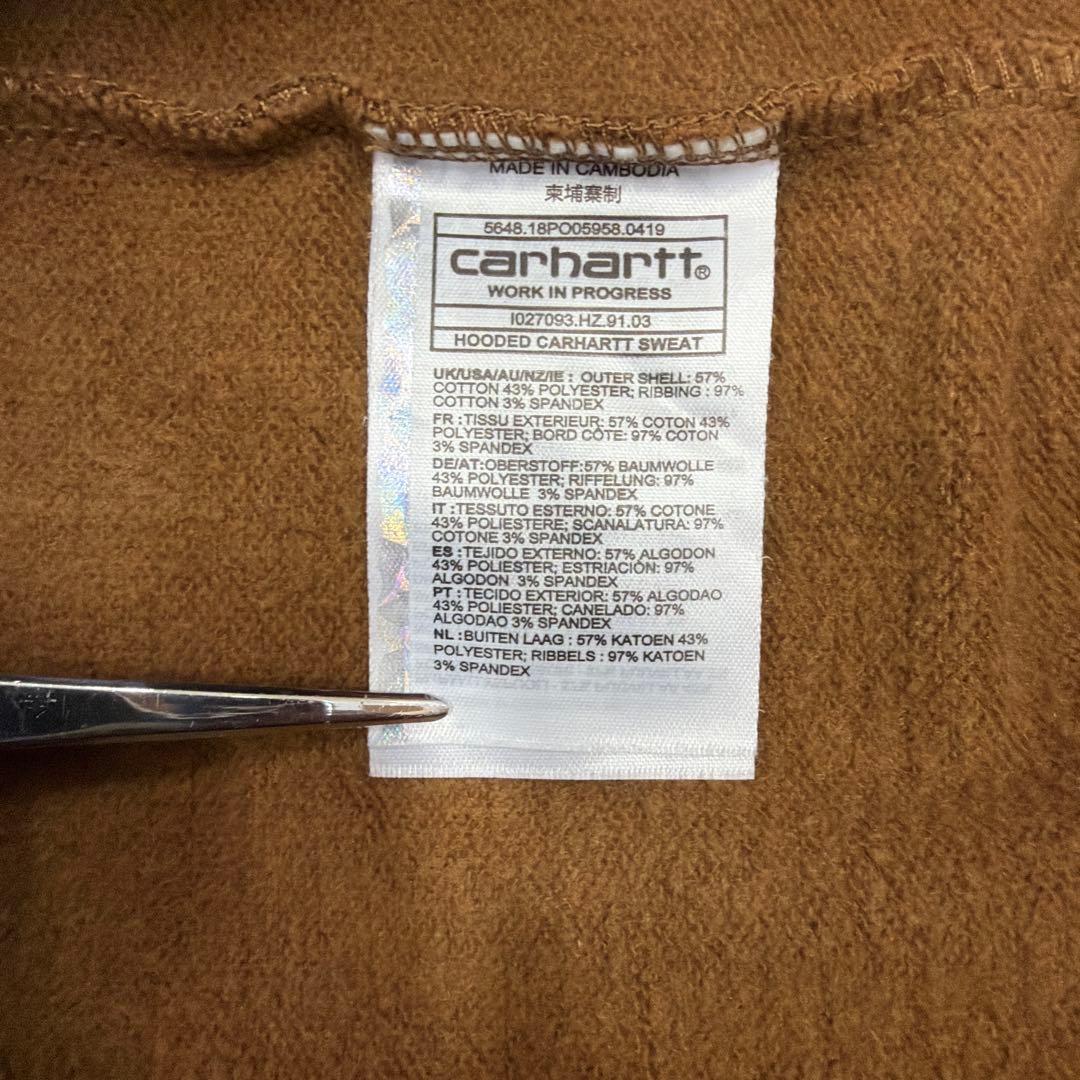 MADE IN CAMBODIA
柬埔寨制
5648.18PO05958.0419
carhartt®
WORK IN PROGRESS
I027093.HZ.91.03
HOODED CARHARTT SWEAT
UK/USA/AU/NZ/IE : OUTER SHELL: 57%
COTTON 43% POLYESTER; RIBBING : 97%
COTTON 3% SPANDEX
FR :TISSU EXTERIEUR: 57% COTON 43%
POLYESTER; BORD CÔTE: 97% COTON
3% SPANDEX
DE/AT:OBERSTOFF:57% BAUMWOLLE
43% POLYESTER; RIFFELUNG: 97%
BAUMWOLLE 3% SPANDEX
IT :TESSUTO ESTERNO: 57% COTONE
43% POLIESTERE; SCANALATURA: 97%
COTONE 3% SPANDEX
ES :TEJIDO EXTERNO: 57% ALGODON
43% POLIESTER; ESTRIACIÓN: 97%
ALGODON 3% SPANDEX
PT :TECIDO EXTERIOR: 57% ALGODAO
43% POLIESTER; CANELADO: 97%
ALGODAO 3% SPANDEX
NL :BUITEN LAAG : 57% KATOEN 43%
POLYESTER; RIBBELS : 97% KATOEN
3% SPANDEX